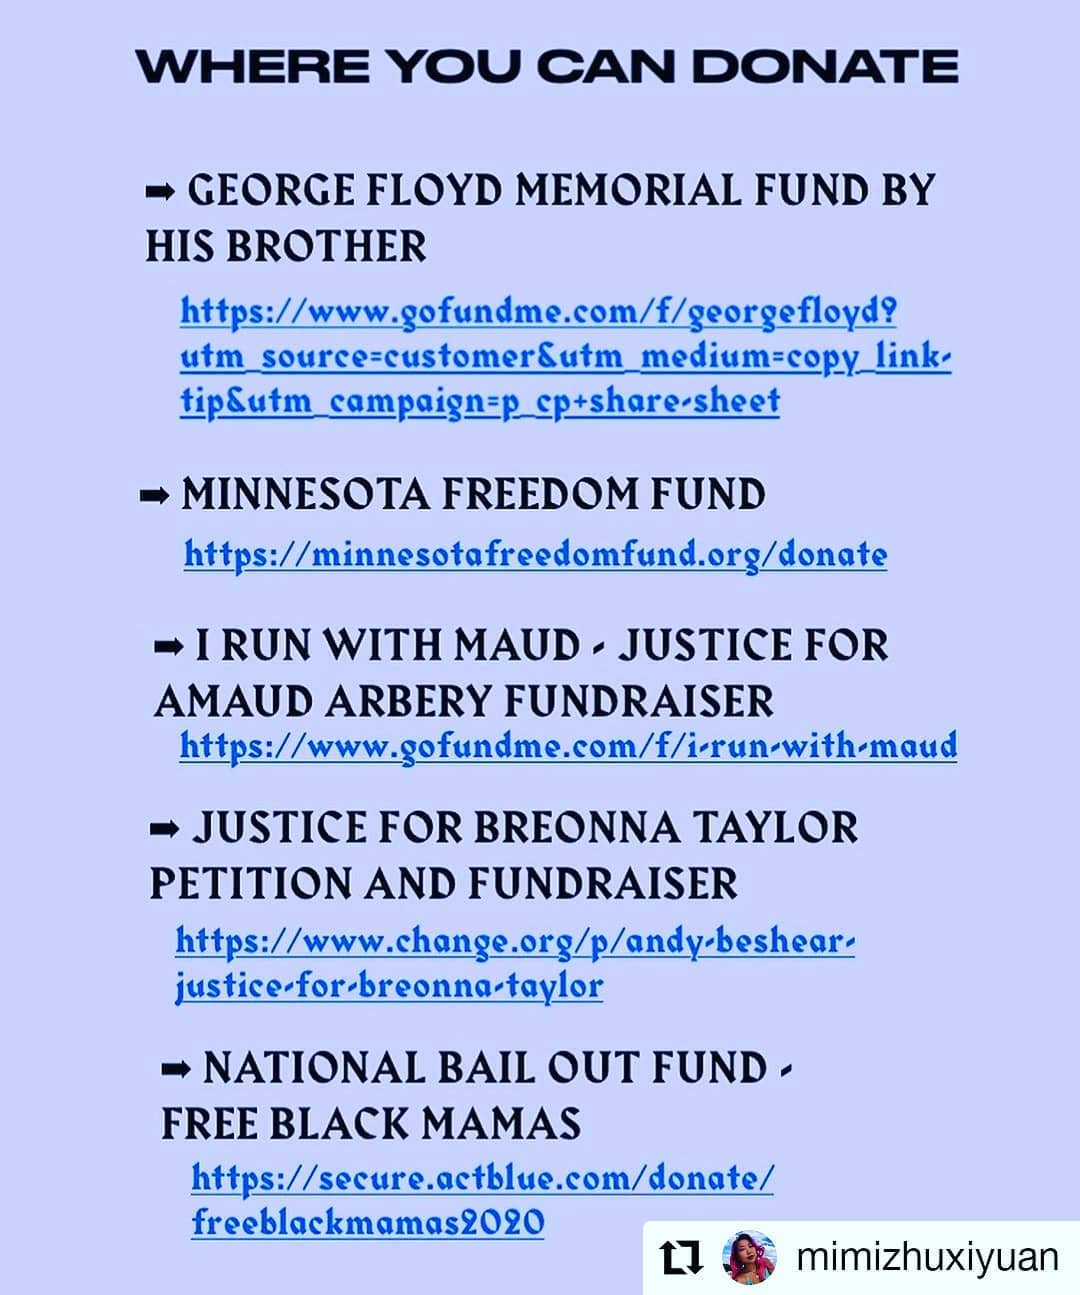 WHERE YOU CAN DONATE
➡ GEORGE FLOYD MEMORIAL FUND BY
HIS BROTHER
https://www.gofundme.com/f/georgefloyd?
utm_source=customer&utm_medium=copy_link-
tip&utm_campaign=p_cp+share-sheet
➡ MINNESOTA FREEDOM FUND
https://minnesotafreedomfund.org/donate
➡ I RUN WITH MAUD - JUSTICE FOR
AMAUD ARBERY FUNDRAISER
https://www.gofundme.com/f/i-run-with-maud
➡ JUSTICE FOR BREONNA TAYLOR
PETITION AND FUNDRAISER
https://www.change.org/p/andy-beshear-
justice-for-breonna-taylor
➡ NATIONAL BAIL OUT FUND -
FREE BLACK MAMAS
https://secure.actblue.com/donate/
freeblackmamas2020
mimizhuxiyuan